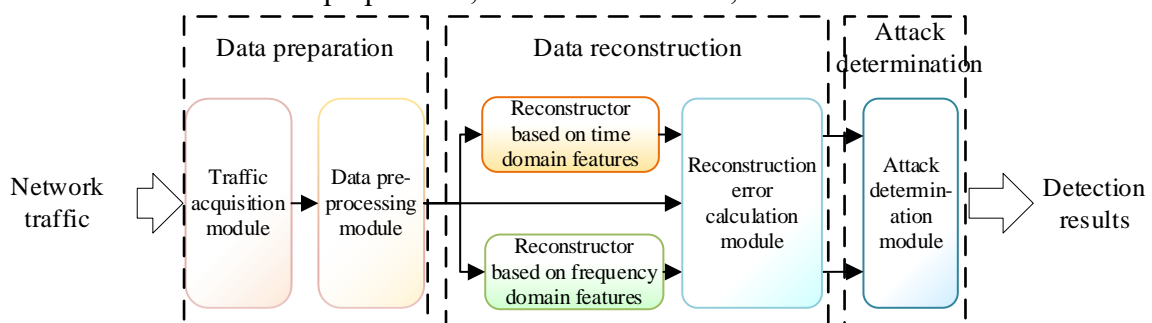 Data preparation
Data reconstruction
Attack
determination
Network
traffic
Traffic
acquisition
module
Data pre-
processing
module
Reconstructor
based on time
domain features
Reconstructor
based on frequency
domain features
Reconstruction
error
calculation
module
Attack
determin-
ation
module
Detection
results